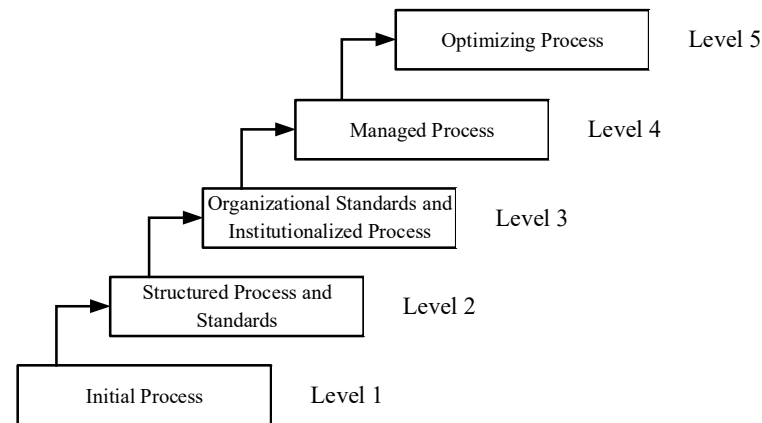 Optimizing Process
Level 5
Managed Process
Level 4
Organizational Standards and
Institutionalized Process
Level 3
Structured Process and
Standards
Level 2
Initial Process
Level 1